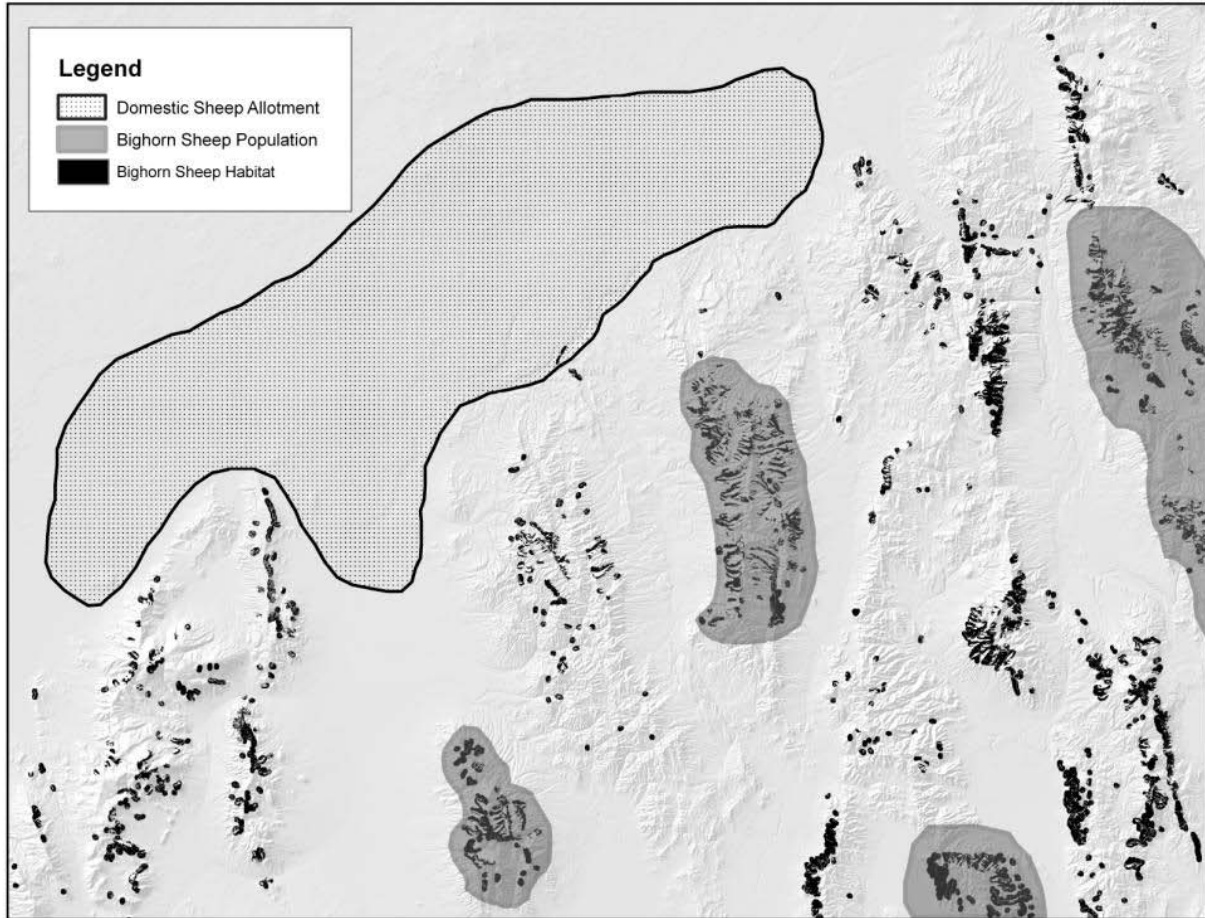 Legend
Domestic Sheep Allotment
Bighorn Sheep Population
Bighorn Sheep Habitat